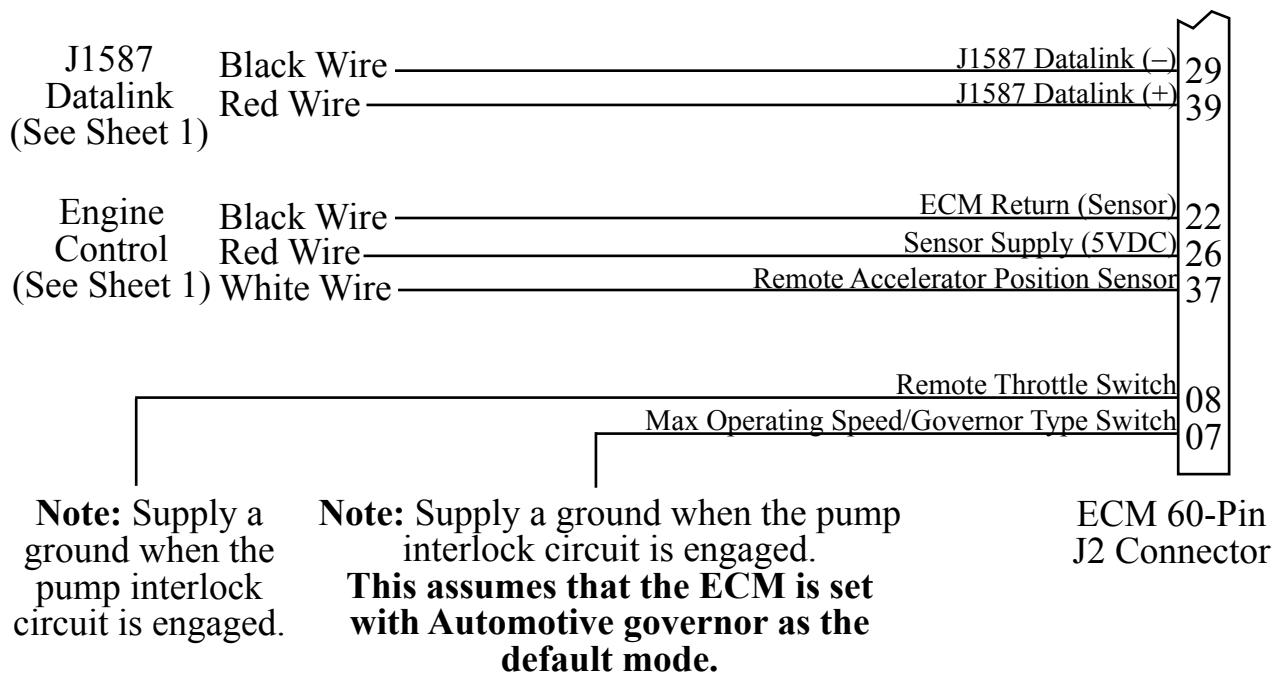 J1587
Datalink
(See Sheet 1)
Black Wire
J1587 Datalink (–)
29
Red Wire
J1587 Datalink (+)
39
Engine
Control
(See Sheet 1)
Black Wire
ECM Return (Sensor)
22
Red Wire
Sensor Supply (5VDC)
26
White Wire
Remote Accelerator Position Sensor
37
Remote Throttle Switch
08
Max Operating Speed/Governor Type Switch
07
Note: Supply a
ground when the
pump interlock
circuit is engaged.
Note: Supply a ground when the pump
interlock circuit is engaged.
This assumes that the ECM is set
with Automotive governor as the
default mode.
ECM 60-Pin
J2 Connector